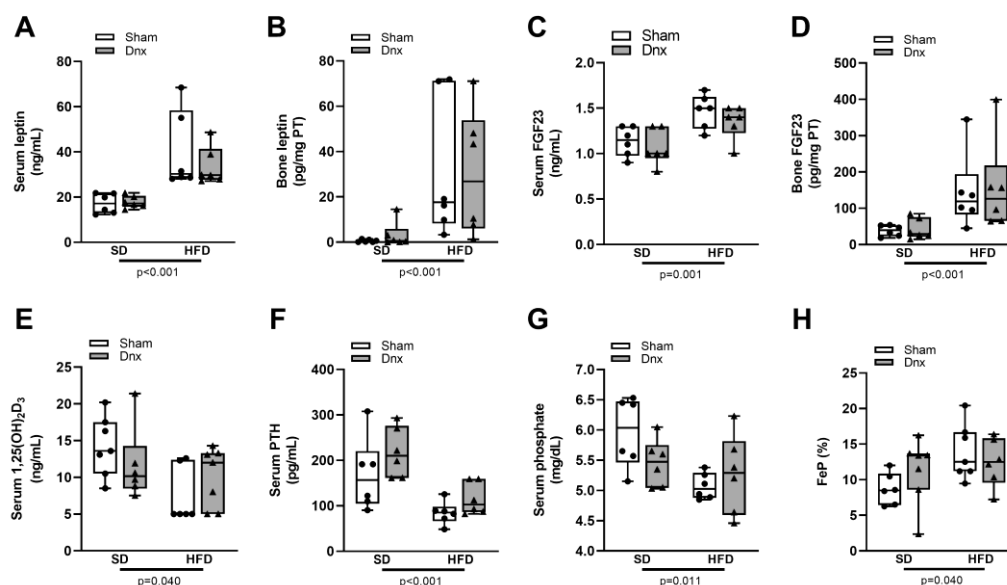 A
Sham
Dnx
Serum leptin
(ng/mL)
80
60
40
20
0
SD
HFD
p<0.001
B
Sham
Dnx
Bone leptin
(pg/mg PT)
80
60
40
20
0
SD
HFD
p<0.001
C
Sham
Dnx
Serum FGF23
(ng/mL)
2.0
1.5
1.0
0.5
0.0
SD
HFD
p=0.001
D
Sham
Dnx
Bone FGF23
(pg/mg PT)
500
400
300
200
100
0
SD
HFD
p<0.001
E
Sham
Dnx
Serum 1,25(OH)₂D₃
(ng/mL)
25
20
15
10
5
0
SD
HFD
p=0.040
F
Sham
Dnx
Serum PTH
(pg/mL)
400
300
200
100
0
SD
HFD
p<0.001
G
Sham
Dnx
Serum phosphate
(mg/dL)
7.0
6.5
6.0
5.5
5.0
4.5
4.0
SD
HFD
p=0.011
H
Sham
Dnx
FeP (%)
25
20
15
10
5
0
SD
HFD
p=0.040